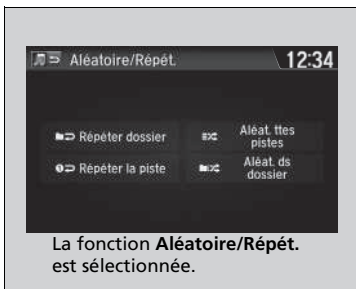 Aléatoire/Répét.
12:34
Répéter dossier
Aléat. ttes
pistes
Répéter la piste
Aléat. ds
dossier
La fonction Aléatoire/Répét.
est sélectionnée.